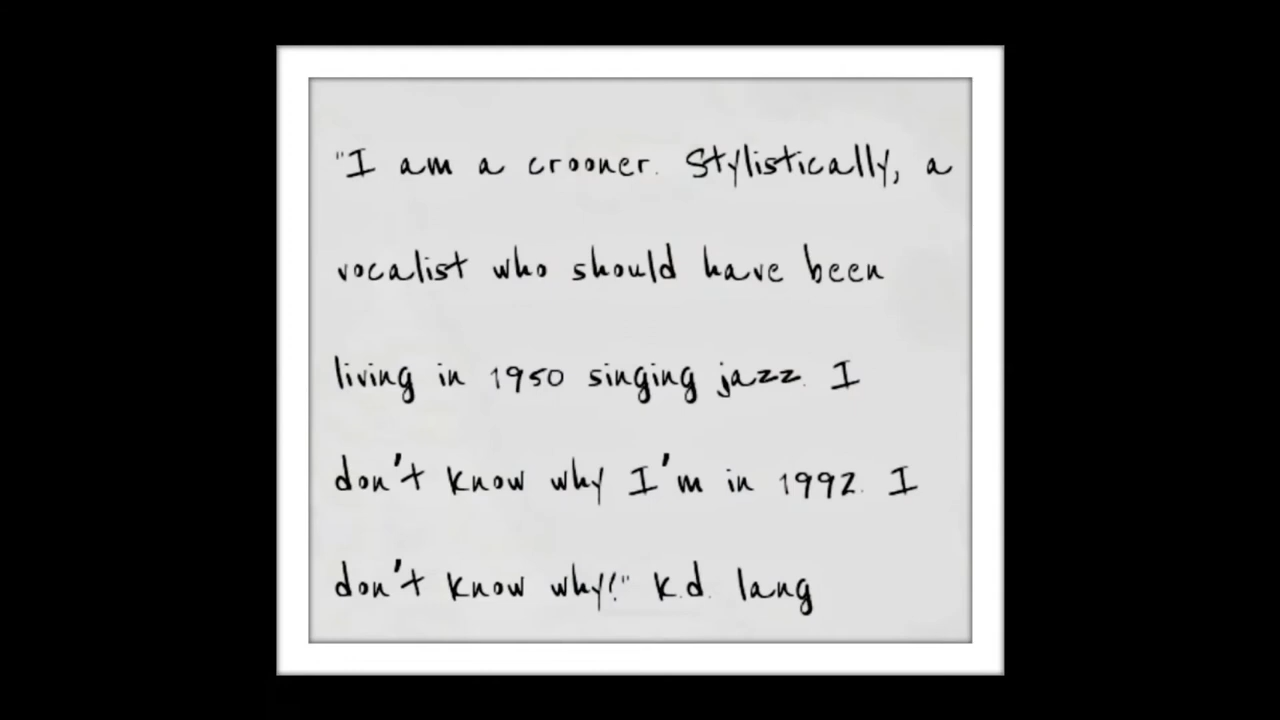 "I am a crooner. Stylistically, a
vocalist who should have been
living in 1950 singing jazz. I
don't know why I'm in 1992. I
don't know why!" k.d. lang